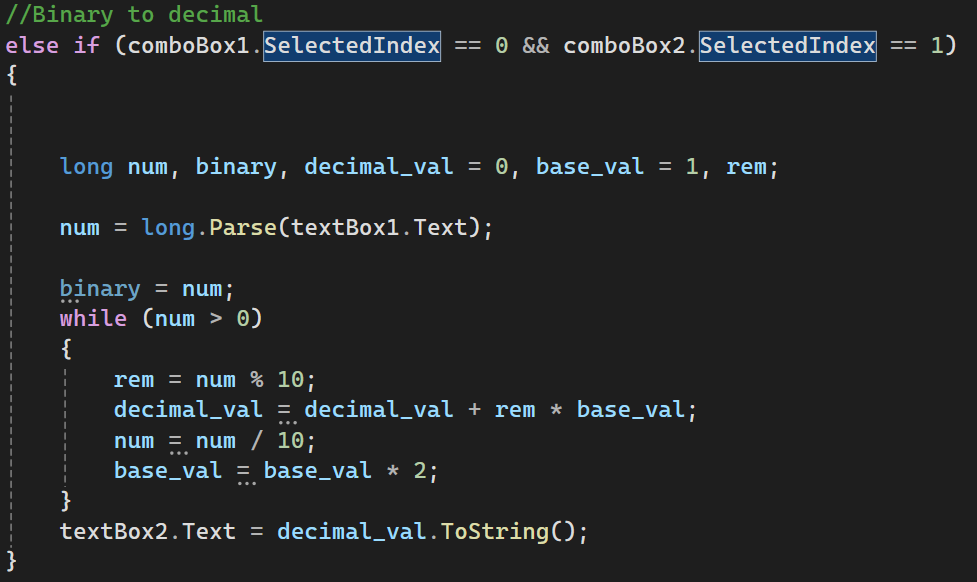 //Binary to decimal
else if (comboBox1.SelectedIndex == 0 && comboBox2.SelectedIndex == 1)
{
long num, binary, decimal_val = 0, base_val = 1, rem;
num = long.Parse(textBox1.Text);
binary = num;
while (num > 0)
{
rem = num % 10;
decimal_val = decimal_val + rem * base_val;
num = num / 10;
base_val = base_val * 2;
}
textBox2.Text = decimal_val.ToString();
}